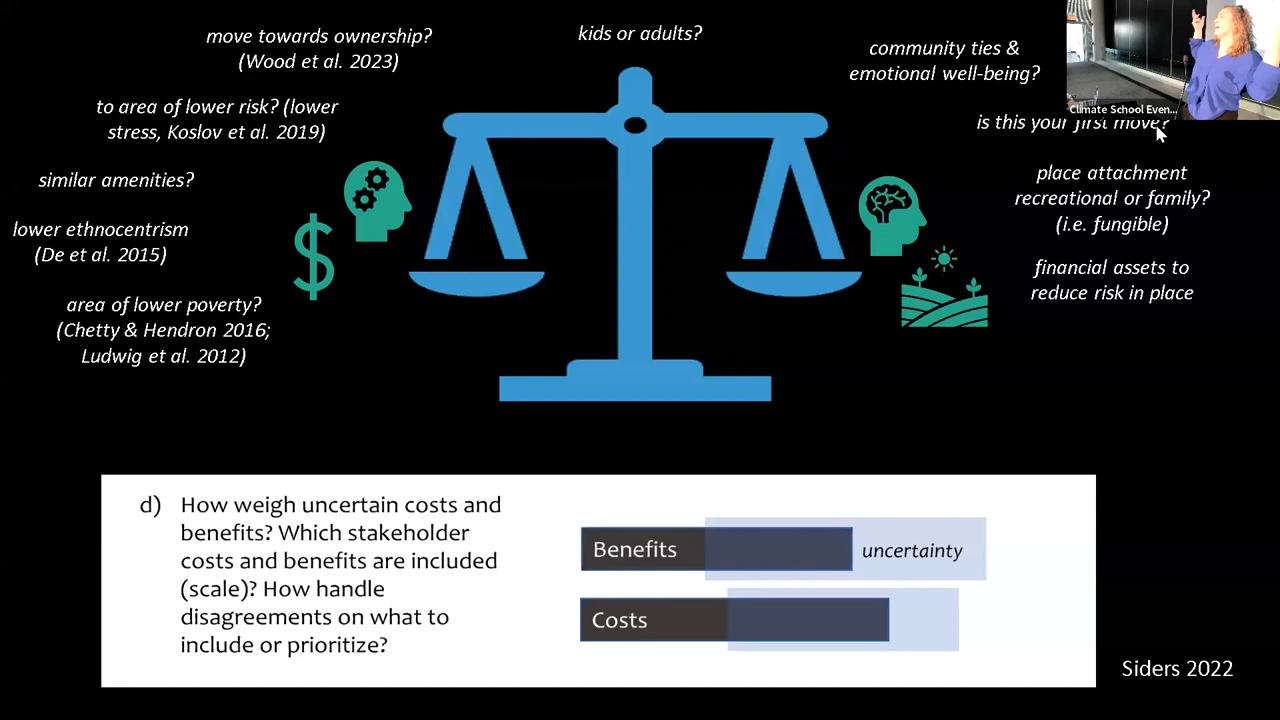 move towards ownership?
(Wood et al. 2023)
kids or adults?
community ties &
emotional well-being?
Climate School Even...
to area of lower risk? (lower
stress, Koslov et al. 2019)
is this your first move?
similar amenities?
place attachment
recreational or family?
(i.e. fungible)
lower ethnocentrism
(De et al. 2015)
$
financial assets to
reduce risk in place
area of lower poverty?
(Chetty & Hendron 2016;
Ludwig et al. 2012)
d) How weigh uncertain costs and
benefits? Which stakeholder
costs and benefits are included
(scale)? How handle
disagreements on what to
include or prioritize?
Benefits
uncertainty
Costs
Siders 2022